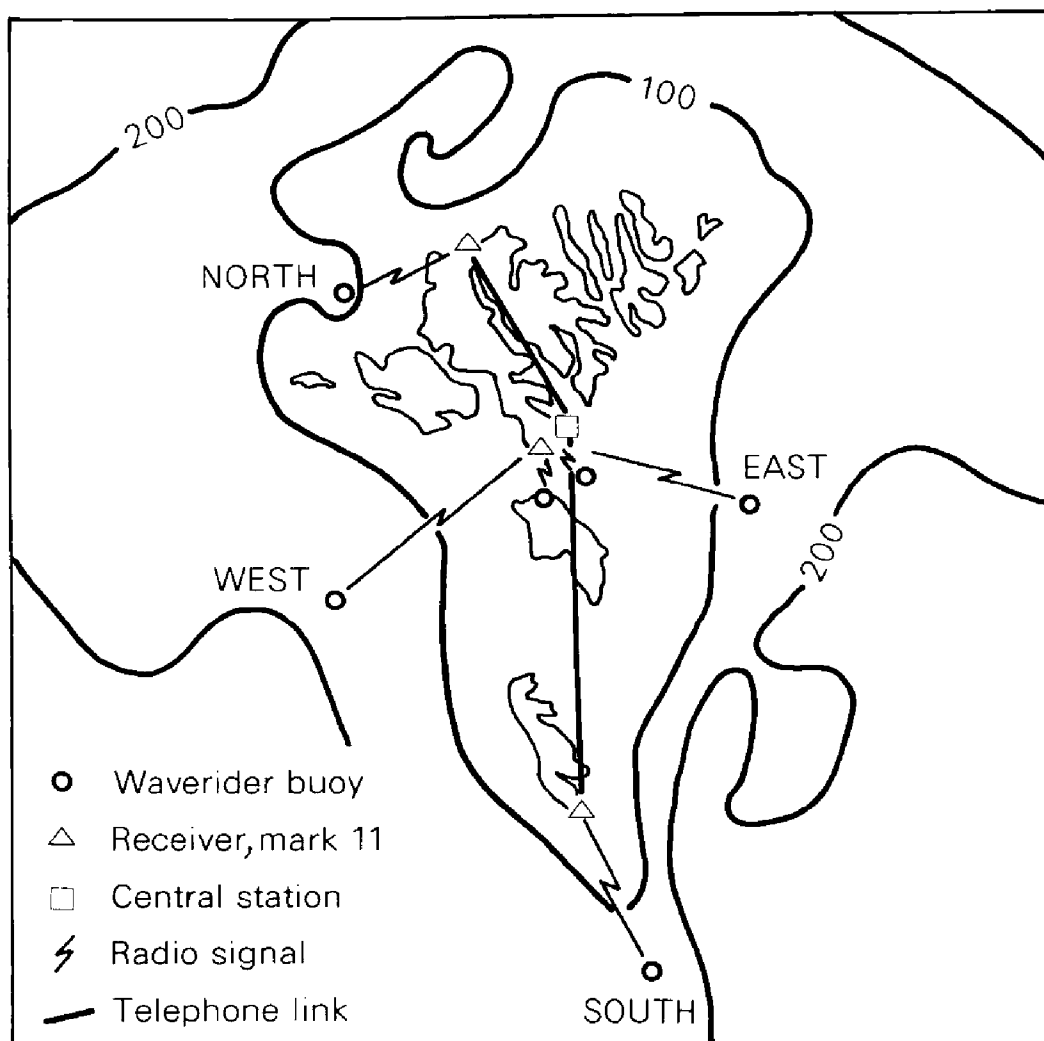 200
100
NORTH
EAST
200
WEST
Waverider buoy
Receiver, mark 11
Central station
Radio signal
Telephone link
SOUTH